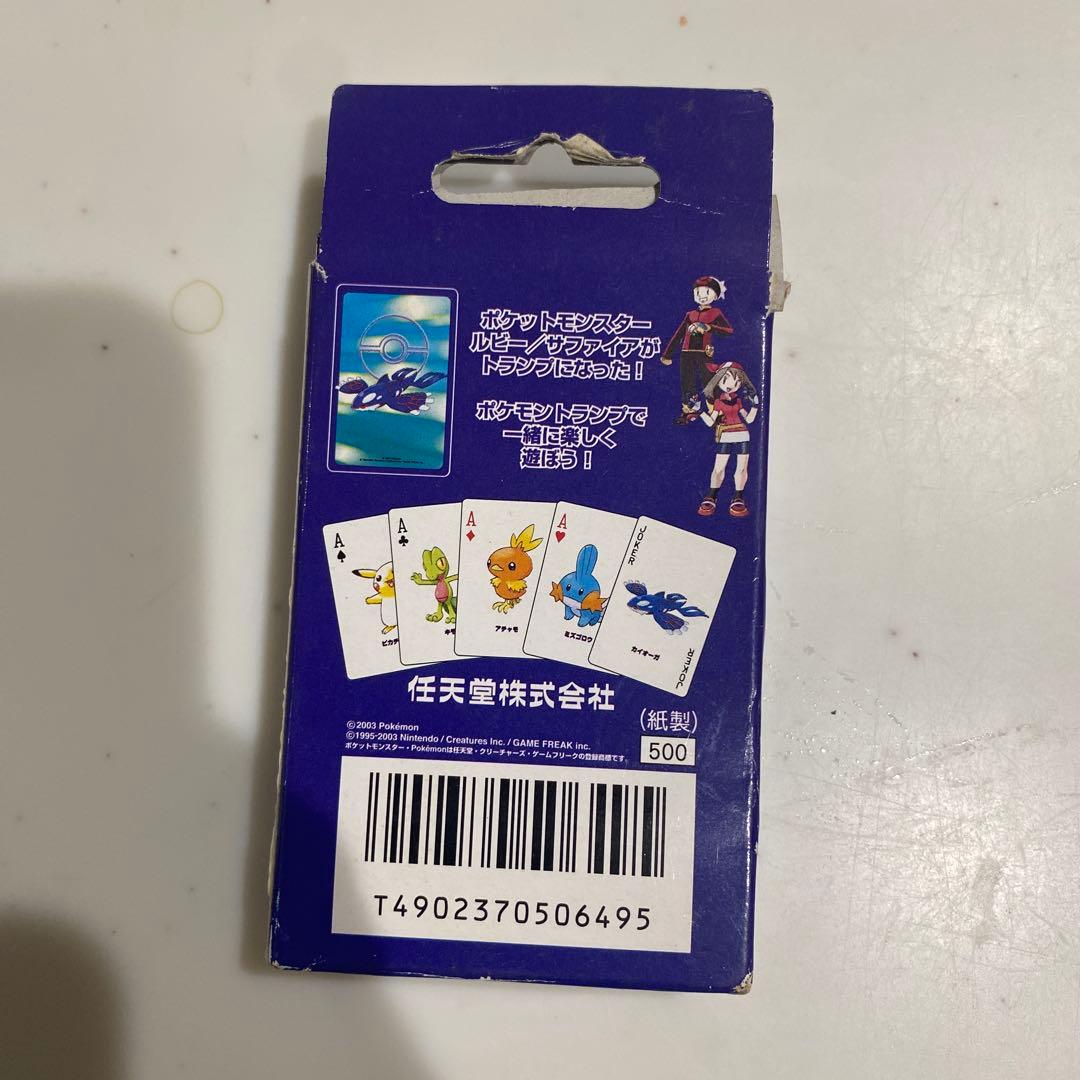 ポケットモンスター
ルビー／サファイアが
トランプになった！
ポケモントランプで
一緒に楽しく
遊ぼう！
A
A
A
A
JOKER
ピカチ
キモ
アチャモ
ミズゴロウ
カイオーガ
JOKER
任天堂株式会社
(紙製)
500
©2003 Pokémon
©1995-2003 Nintendo / Creatures Inc. / GAME FREAK inc.
ポケットモンスター・Pokémonは任天堂・クリーチャーズ・ゲームフリークの登録商標です。
T4902370506495